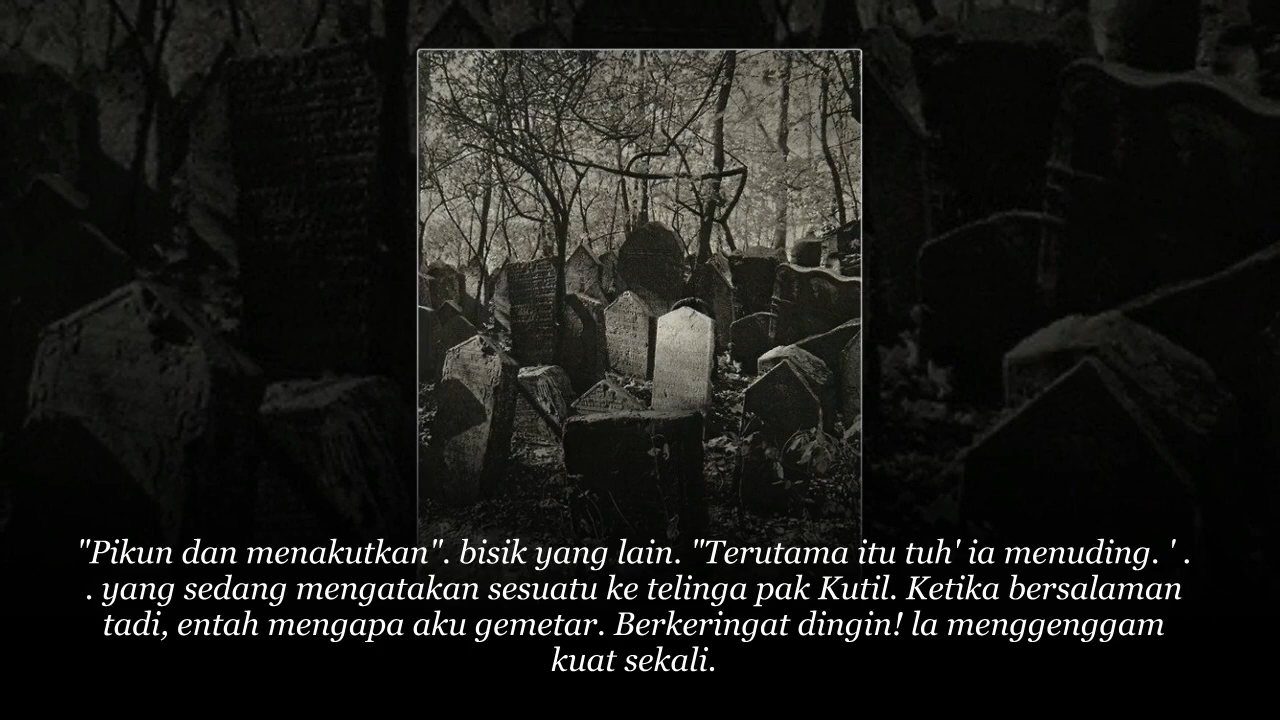 "Pikun dan menakutkan". bisik yang lain. "Terutama itu tuh' ia menuding. ' .
. yang sedang mengatakan sesuatu ke telinga pak Kutil. Ketika bersalaman
tadi, entah mengapa aku gemetar. Berkeringat dingin! la menggenggam
kuat sekali.